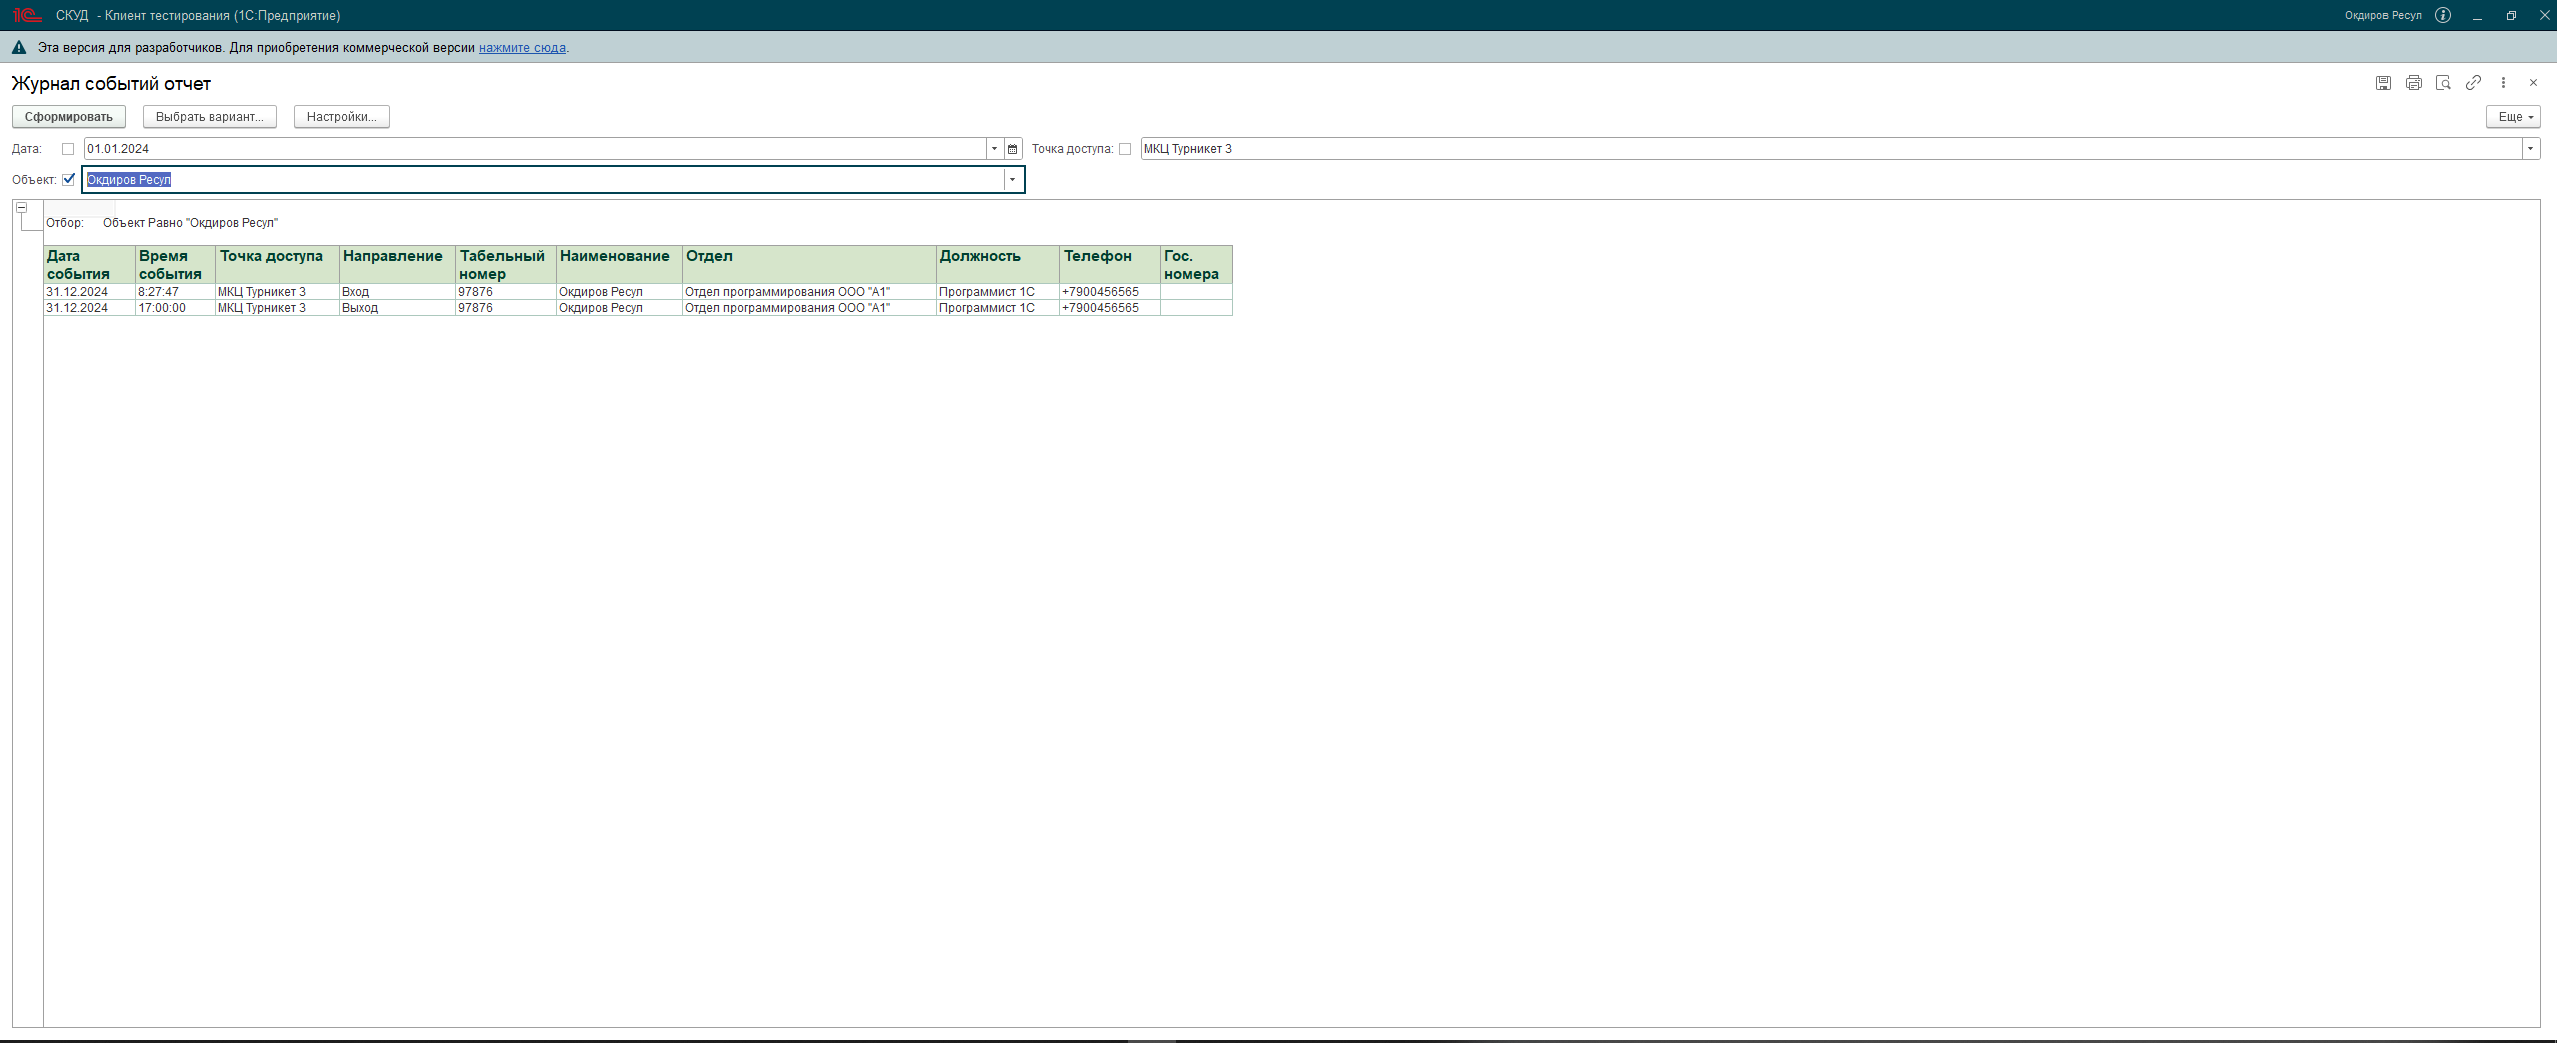 1С СКУД - Клиент тестирования (1С:Предприятие) Окдиров Ресул
Эта версия для разработчиков. Для приобретения коммерческой версии нажмите сюда.
Журнал событий отчет
Сформировать Выбрать вариант... Настройки... Еще
Дата: 01.01.2024 Точка доступа: МКЦ Турникет 3
Объект: Окдиров Ресул
Отбор: Объект Равно "Окдиров Ресул"
Дата события Время события Точка доступа Направление Табельный номер Наименование Отдел Должность Телефон Гос. номера
31.12.2024 8:27:47 МКЦ Турникет 3 Вход 97876 Окдиров Ресул Отдел программирования ООО "А1" Программист 1С +7900456565
31.12.2024 17:00:00 МКЦ Турникет 3 Выход 97876 Окдиров Ресул Отдел программирования ООО "А1" Программист 1С +7900456565